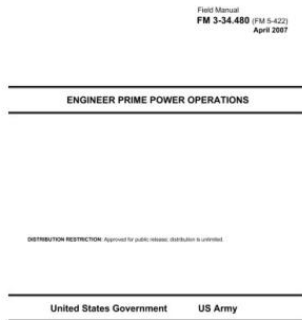 Field Manual
FM 3-34.480 (FM 5-422)
April 2007
ENGINEER PRIME POWER OPERATIONS
DISTRIBUTION RESTRICTION: Approved for public release; distribution is unlimited.
United States Government US Army